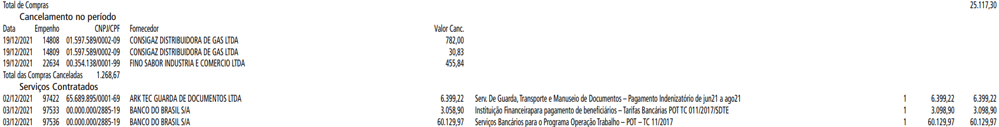 Total de Compras 25.117,30
Cancelamento no período
Data Empenho CNPJ/CPF Fornecedor Valor Canc.
19/12/2021 14808 01.597.589/0002-09 CONSIGAZ DISTRIBUIDORA DE GAS LTDA 782,00
19/12/2021 14809 01.597.589/0002-09 CONSIGAZ DISTRIBUIDORA DE GAS LTDA 30,83
19/12/2021 22634 00.354.138/0001-99 FINO SABOR INDUSTRIA E COMERCIO LTDA 455,84
Total das Compras Canceladas 1.268,67
Serviços Contratados
02/12/2021 97422 65.689.895/0001-69 ARK TEC GUARDA DE DOCUMENTOS LTDA 6.399,22 Serv. De Guarda, Transporte e Manuseio de Documentos – Pagamento Indenizatório de jun21 a ago21 1 6.399,22 6.399,22
03/12/2021 97533 00.000.000/2885-19 BANCO DO BRASIL S/A 3.058,90 Instituição Financeirapara pagamento de beneficiários – Tarifas Bancárias POT TC 011/2017/SDTE 1 3.098,90 3.098,90
03/12/2021 97536 00.000.000/2885-19 BANCO DO BRASIL S/A 60.129,97 Serviços Bancários para o Programa Operação Trabalho – POT – TC 11/2017 1 60.129,97 60.129,97